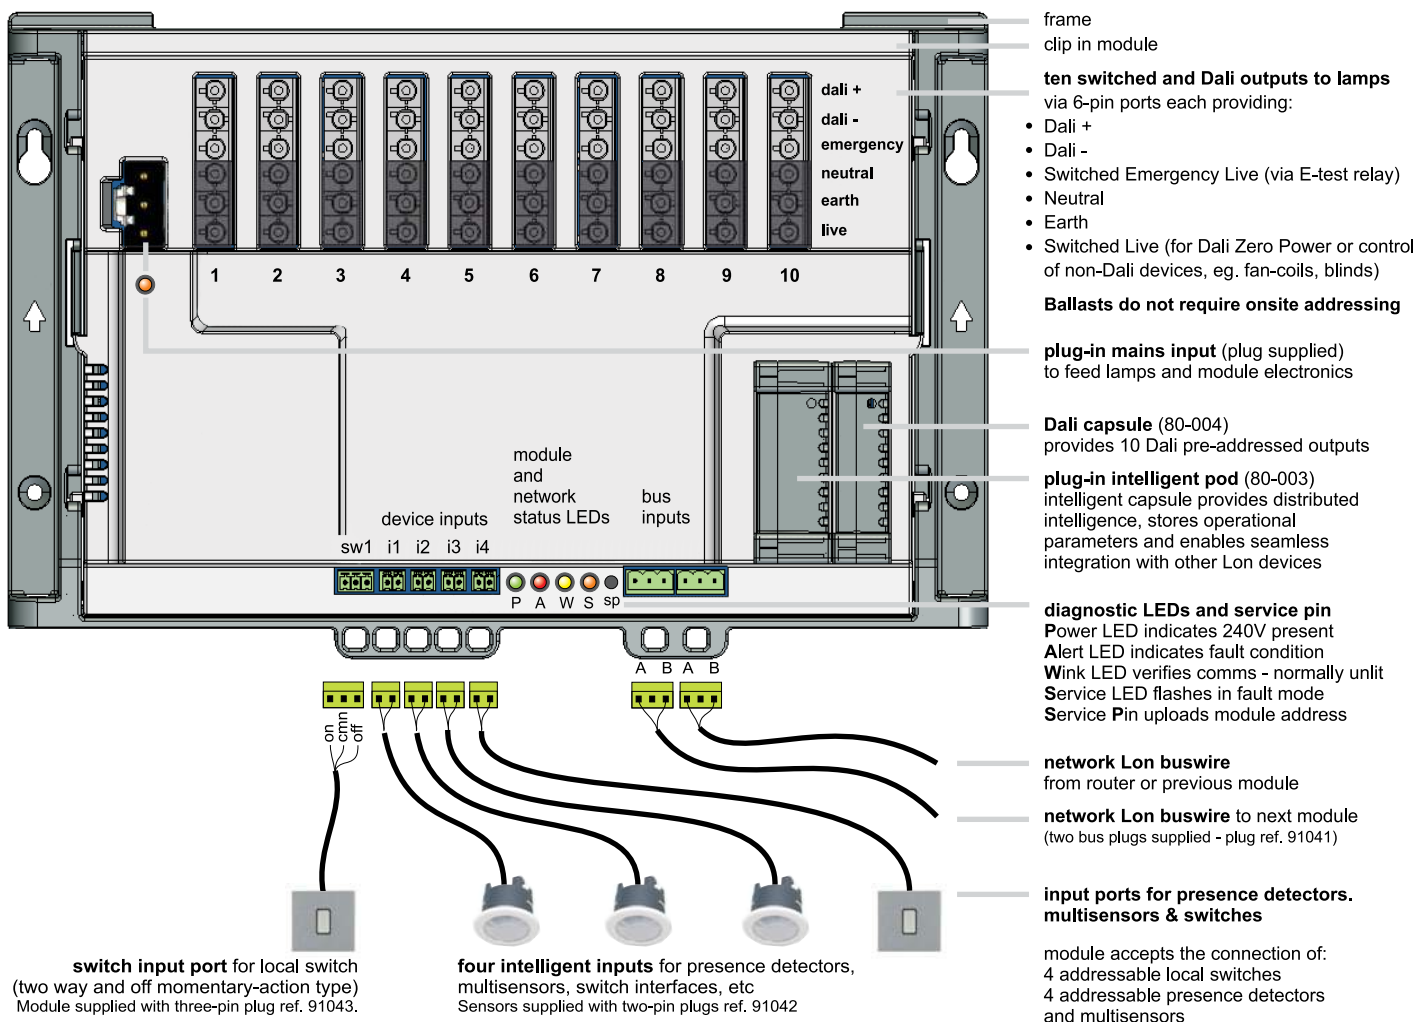 frame
clip in module
ten switched and Dali outputs to lamps
via 6-pin ports each providing:
• Dali +
• Dali -
• Switched Emergency Live (via E-test relay)
• Neutral
• Earth
• Switched Live (for Dali Zero Power or control
of non-Dali devices, eg. fan-coils, blinds)
Ballasts do not require onsite addressing
dali +
dali -
emergency
neutral
earth
live
1 2 3 4 5 6 7 8 9 10
plug-in mains input (plug supplied)
to feed lamps and module electronics
Dali capsule (80-004)
provides 10 Dali pre-addressed outputs
plug-in intelligent pod (80-003)
intelligent capsule provides distributed
intelligence, stores operational
parameters and enables seamless
integration with other Lon devices
module
and
network
status LEDs
bus
inputs
device inputs
sw1 i1 i2 i3 i4
P A W S sp
diagnostic LEDs and service pin
Power LED indicates 240V present
Alert LED indicates fault condition
Wink LED verifies comms - normally unlit
Service LED flashes in fault mode
Service Pin uploads module address
A B A B
on
cmn
off
network Lon buswire
from router or previous module
network Lon buswire to next module
(two bus plugs supplied - plug ref. 91041)
input ports for presence detectors.
multisensors & switches
module accepts the connection of:
4 addressable local switches
4 addressable presence detectors
and multisensors
switch input port for local switch
(two way and off momentary-action type)
Module supplied with three-pin plug ref. 91043.
four intelligent inputs for presence detectors,
multisensors, switch interfaces, etc
Sensors supplied with two-pin plugs ref. 91042